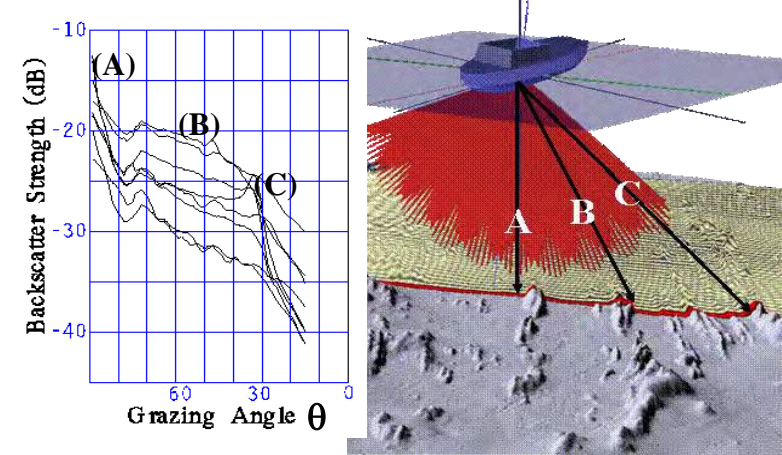 -10
(A)
-20
(B)
(C)
-30
-40
Backscatter Strength (dB)
60 30 0
Grazing Angle θ
A
B
C